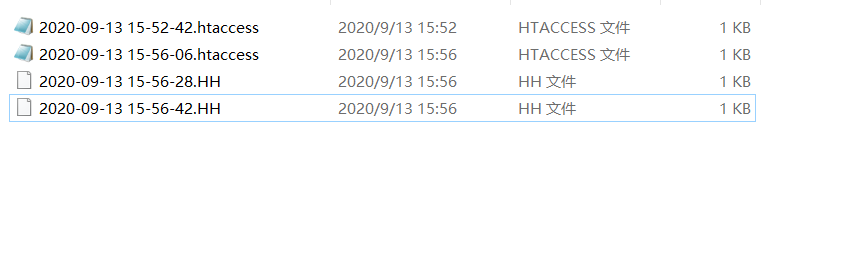 2020-09-13 15-52-42.htaccess 2020/9/13 15:52 HTACCESS 文件 1 KB
2020-09-13 15-56-06.htaccess 2020/9/13 15:56 HTACCESS 文件 1 KB
2020-09-13 15-56-28.HH 2020/9/13 15:56 HH 文件 1 KB
2020-09-13 15-56-42.HH 2020/9/13 15:56 HH 文件 1 KB